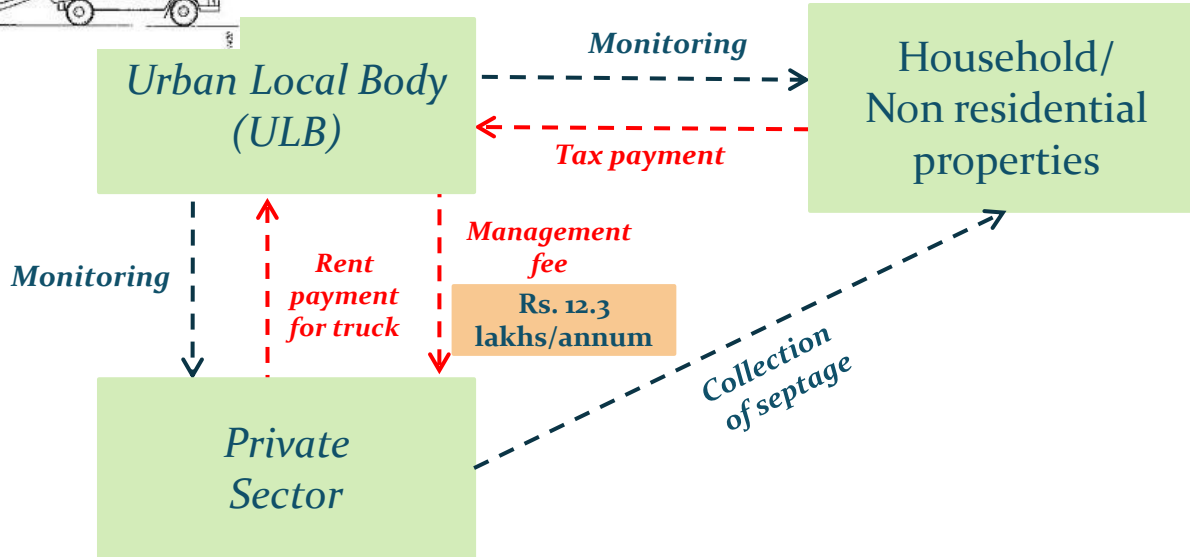 Monitoring
Urban Local Body
(ULB)
Household/
Non residential
properties
Tax payment
Monitoring
Rent
payment
for truck
Management
fee
Rs. 12.3
lakhs/annum
Collection
of septage
Private
Sector